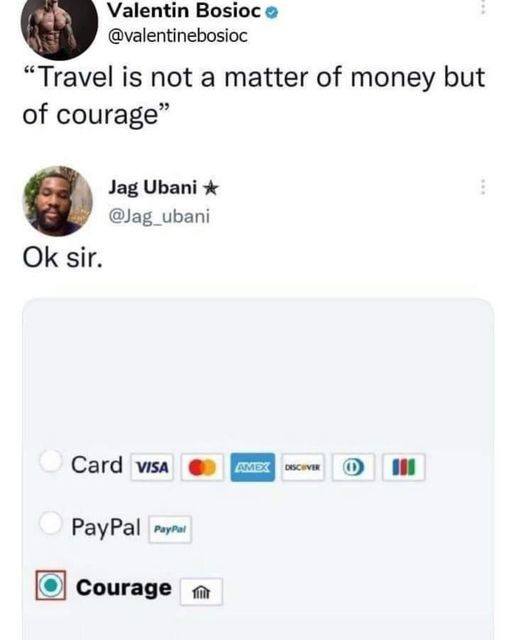 Valentin Bosioc
@valentinebosioc
“Travel is not a matter of money but
of courage”
Jag Ubani ★
@Jag_ubani
Ok sir.
Card VISA AMEX DISCOVER
PayPal PayPal
Courage